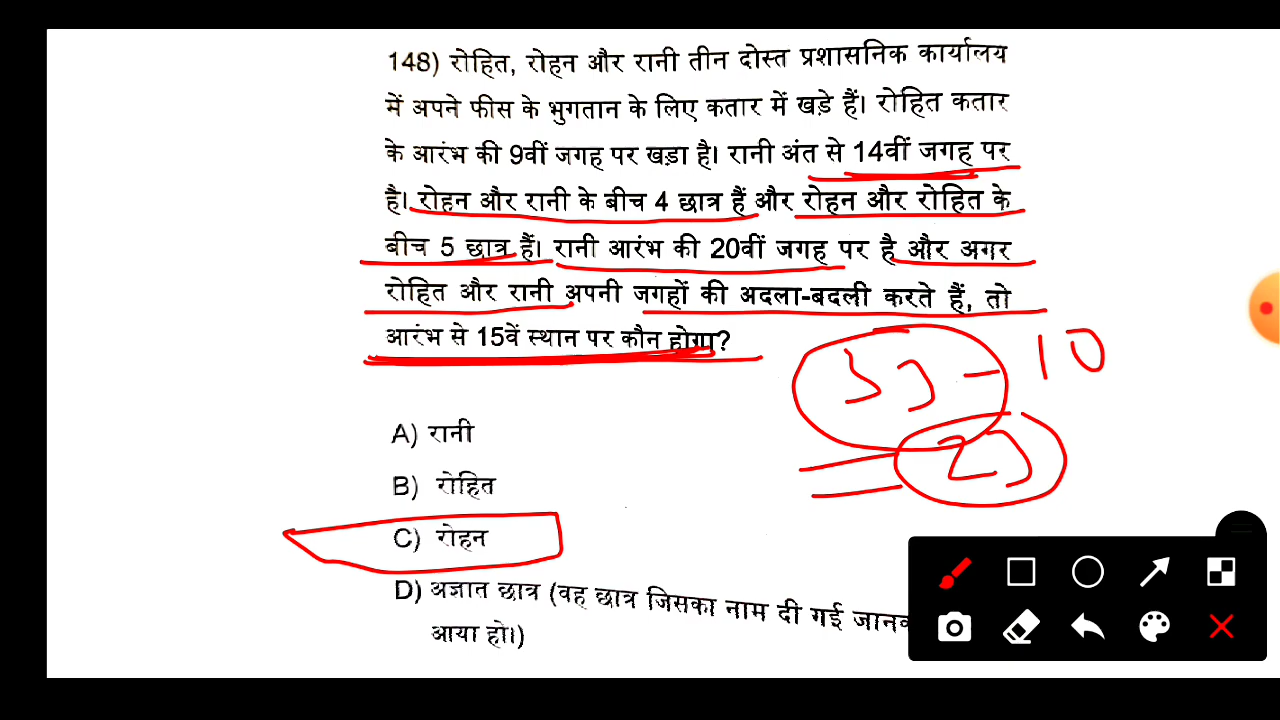 148) रोहित, रोहन और रानी तीन दोस्त प्रशासनिक कार्यालय
में अपने फीस के भुगतान के लिए कतार में खड़े हैं। रोहित कतार
के आरंभ की 9वीं जगह पर खड़ा है। रानी अंत से 14वीं जगह पर
है। रोहन और रानी के बीच 4 छात्र हैं और रोहन और रोहित के
बीच 5 छात्र हैं। रानी आरंभ की 20वीं जगह पर है और अगर
रोहित और रानी अपनी जगहों की अदला-बदली करते हैं, तो
आरंभ से 15वें स्थान पर कौन होगा?
33 - 10
= 23
A) रानी
B) रोहित
C) रोहन
D) अज्ञात छात्र (वह छात्र जिसका नाम दी गई
आया हो।)